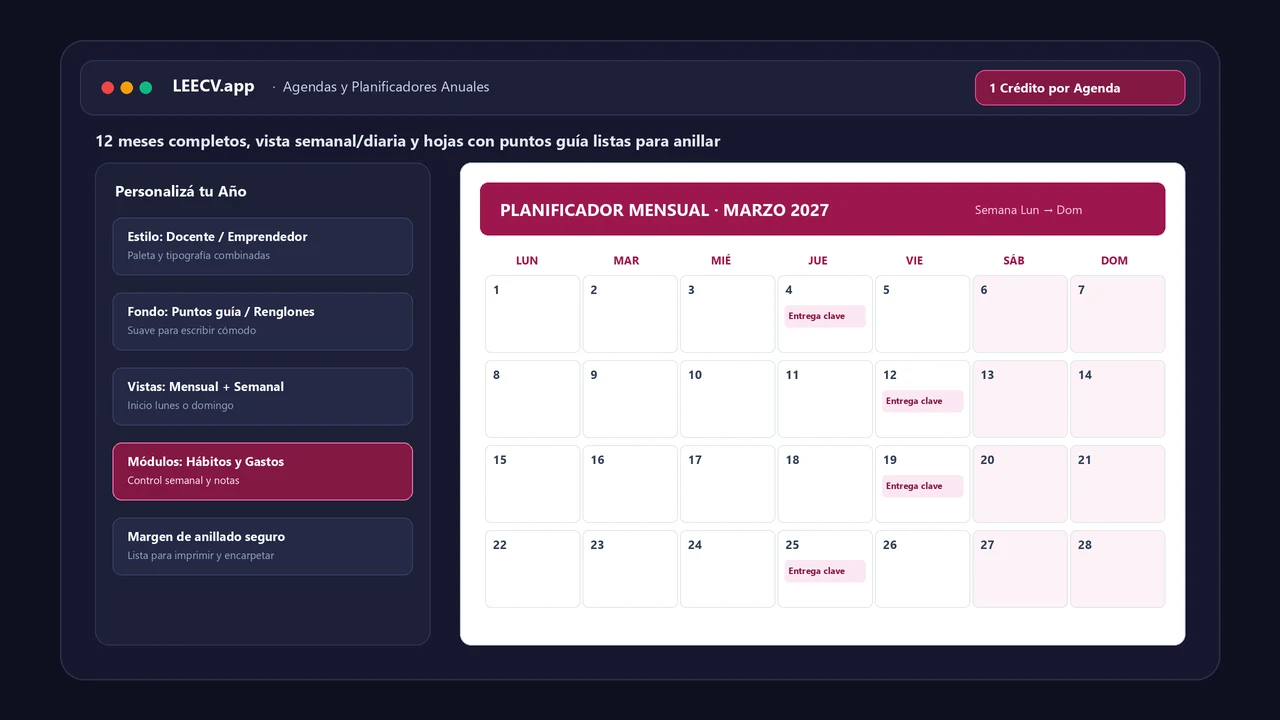 LEECV.app · Agendas y Planificadores Anuales
1 Crédito por Agenda
12 meses completos, vista semanal/diaria y hojas con puntos guía listas para anillar
Personalizá tu Año
Estilo: Docente / Emprendedor
Paleta y tipografía combinadas
Fondo: Puntos guía / Renglones
Suave para escribir cómodo
Vistas: Mensual + Semanal
Inicio lunes o domingo
Módulos: Hábitos y Gastos
Control semanal y notas
Margen de anillado seguro
Lista para imprimir y encarpetar
PLANIFICADOR MENSUAL · MARZO 2027
Semana Lun → Dom
LUN MAR MIÉ JUE VIE SÁB DOM
1 2 3 4 5 6 7
Entrega clave
8 9 10 11 12 13 14
Entrega clave
15 16 17 18 19 20 21
Entrega clave
22 23 24 25 26 27 28
Entrega clave